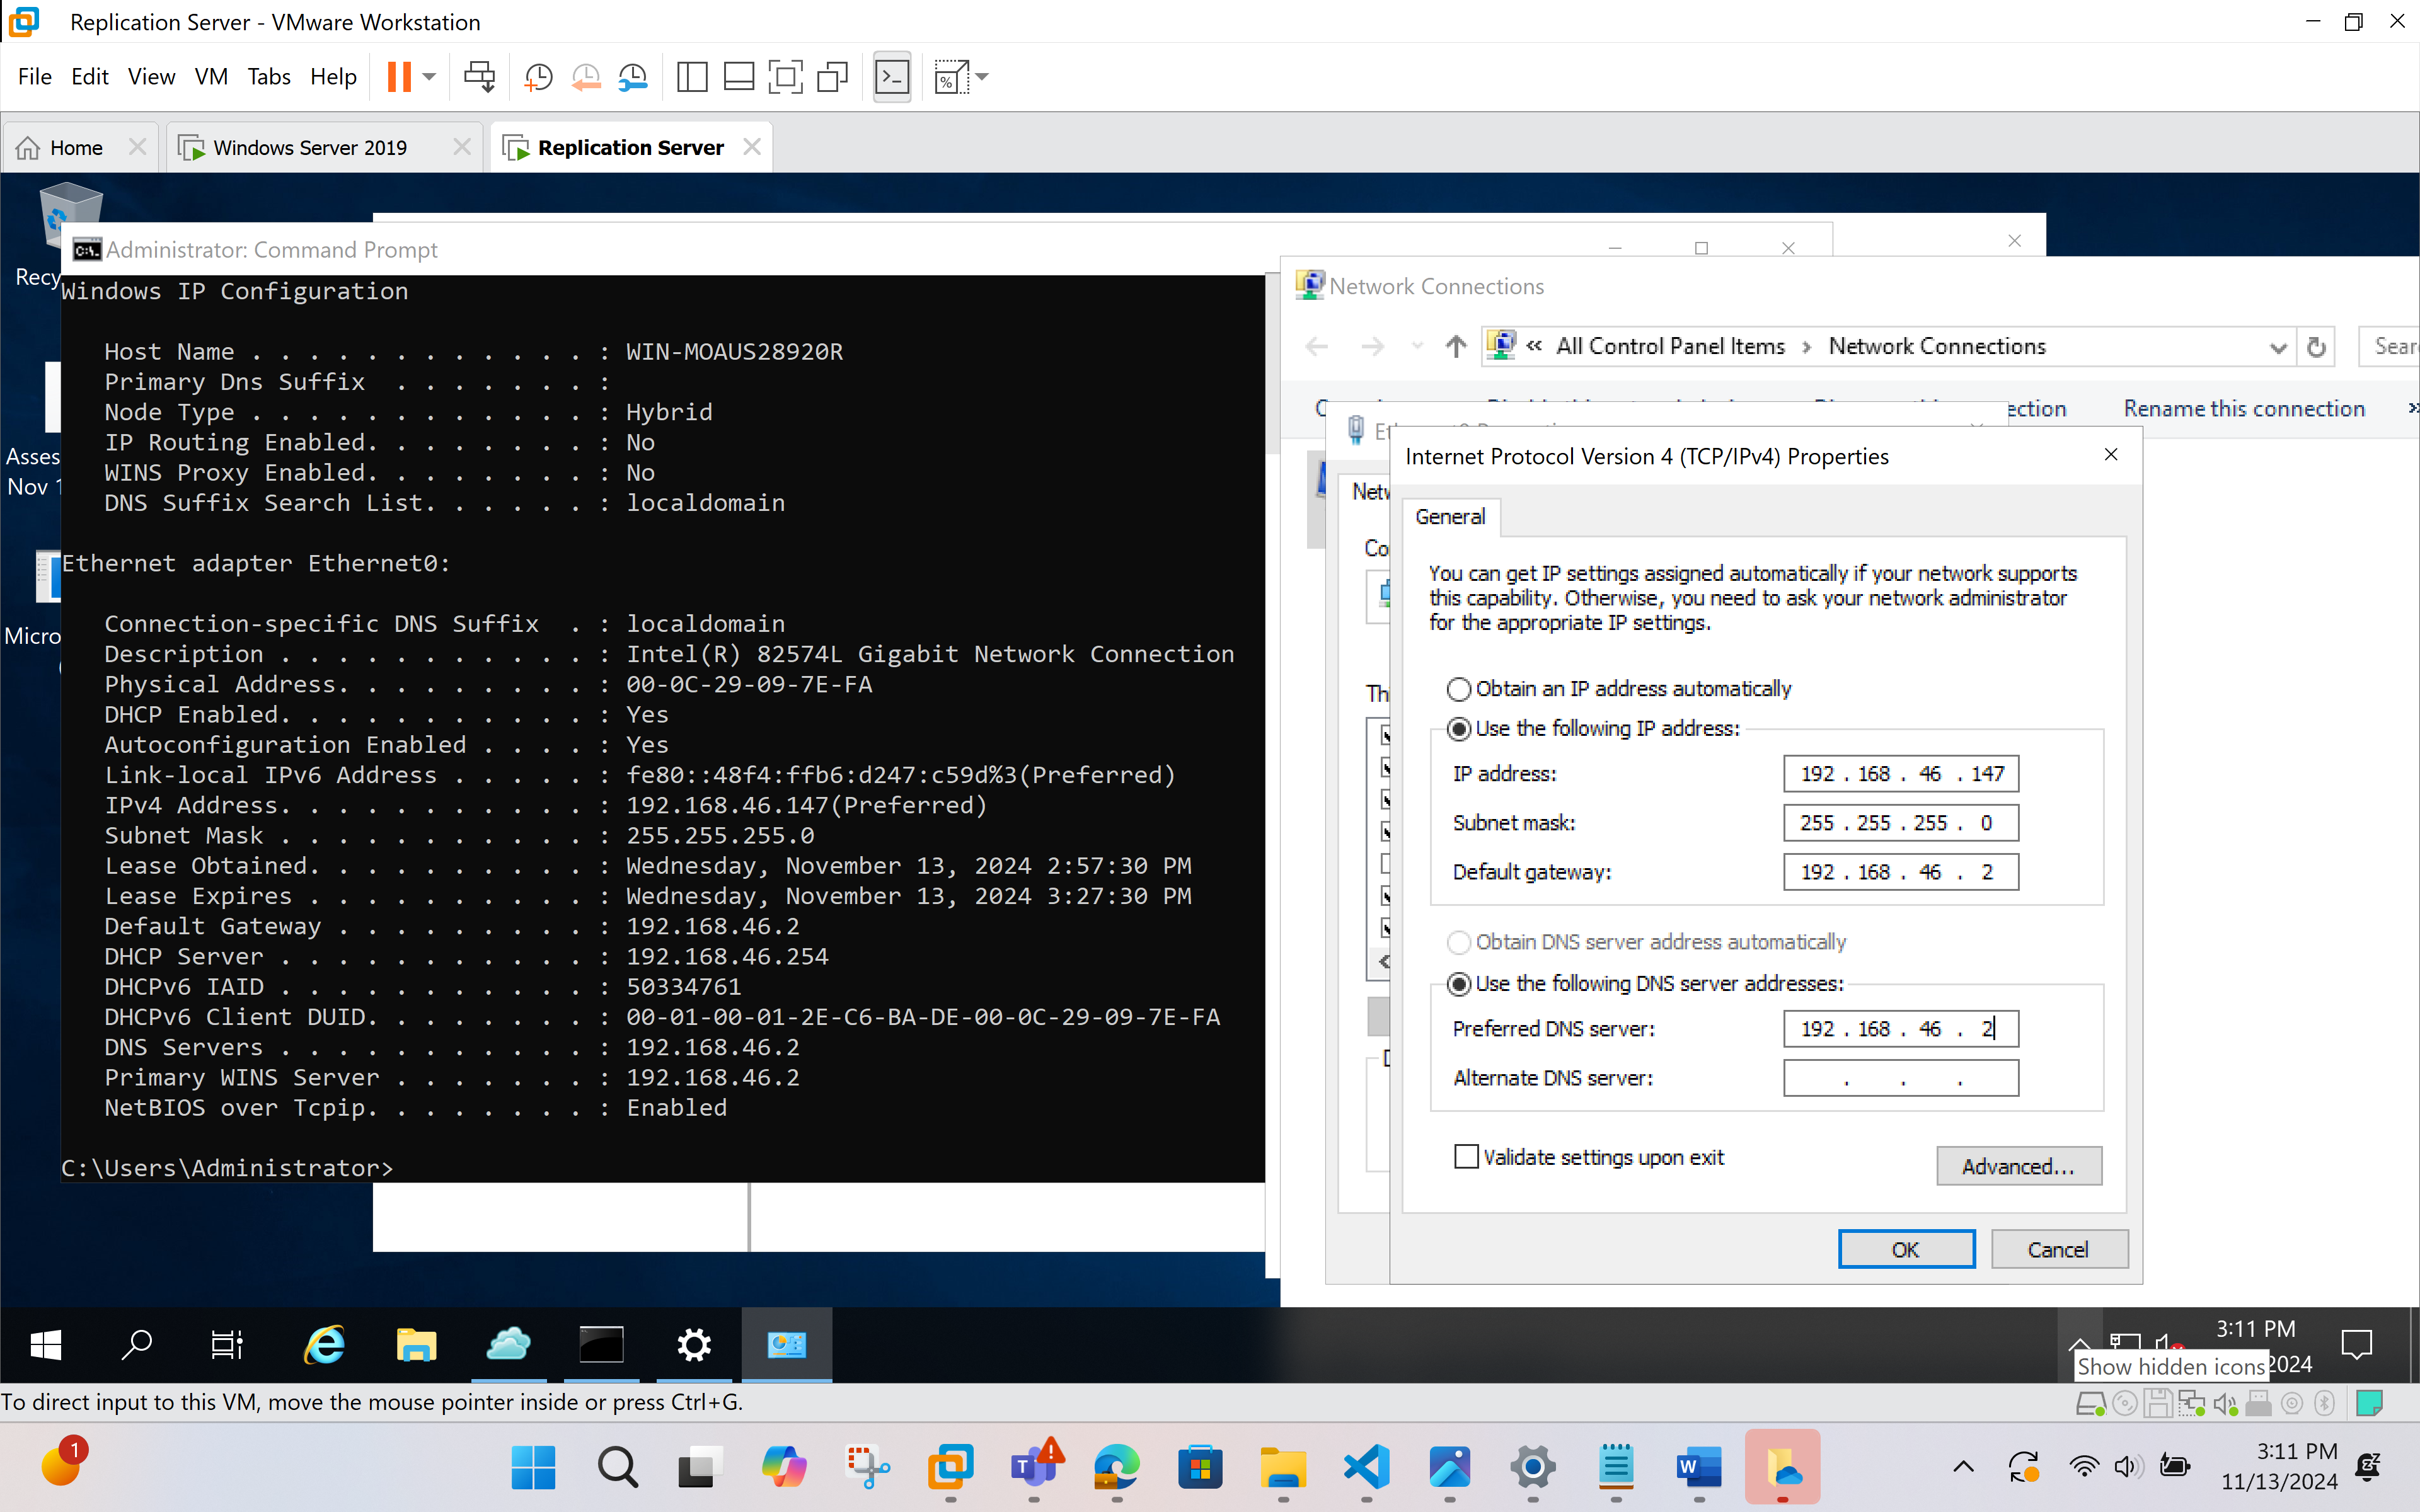 Replication Server - VMware Workstation
File Edit View VM Tabs Help
Home
Windows Server 2019
Replication Server
Recy
Asses
Nov 1
Micro
Administrator: Command Prompt
Windows IP Configuration
Host Name . . . . . . . . . . . . : WIN-MOAUS28920R
Primary Dns Suffix  . . . . . . . :
Node Type . . . . . . . . . . . . : Hybrid
IP Routing Enabled. . . . . . . . : No
WINS Proxy Enabled. . . . . . . . : No
DNS Suffix Search List. . . . . . : localdomain
Ethernet adapter Ethernet0:
Connection-specific DNS Suffix  . : localdomain
Description . . . . . . . . . . . : Intel(R) 82574L Gigabit Network Connection
Physical Address. . . . . . . . . : 00-0C-29-09-7E-FA
DHCP Enabled. . . . . . . . . . . : Yes
Autoconfiguration Enabled . . . . : Yes
Link-local IPv6 Address . . . . . : fe80::48f4:ffb6:d247:c59d%3(Preferred)
IPv4 Address. . . . . . . . . . . : 192.168.46.147(Preferred)
Subnet Mask . . . . . . . . . . . : 255.255.255.0
Lease Obtained. . . . . . . . . . : Wednesday, November 13, 2024 2:57:30 PM
Lease Expires . . . . . . . . . . : Wednesday, November 13, 2024 3:27:30 PM
Default Gateway . . . . . . . . . : 192.168.46.2
DHCP Server . . . . . . . . . . . : 192.168.46.254
DHCPv6 IAID . . . . . . . . . . . : 50334761
DHCPv6 Client DUID. . . . . . . . : 00-01-00-01-2E-C6-BA-DE-00-0C-29-09-7E-FA
DNS Servers . . . . . . . . . . . : 192.168.46.2
Primary WINS Server . . . . . . . : 192.168.46.2
NetBIOS over Tcpip. . . . . . . . : Enabled
C:\Users\Administrator>
Network Connections
« All Control Panel Items > Network Connections
Sear
ection
Rename this connection
»
Netw
Co
Thi
Internet Protocol Version 4 (TCP/IPv4) Properties
General
You can get IP settings assigned automatically if your network supports
this capability. Otherwise, you need to ask your network administrator
for the appropriate IP settings.
Obtain an IP address automatically
Use the following IP address:
IP address: 192 . 168 . 46 . 147
Subnet mask: 255 . 255 . 255 . 0
Default gateway: 192 . 168 . 46 . 2
Obtain DNS server address automatically
Use the following DNS server addresses:
Preferred DNS server: 192 . 168 . 46 . 2
Alternate DNS server: . . .
Validate settings upon exit
Advanced...
OK
Cancel
3:11 PM
2024
Show hidden icons
To direct input to this VM, move the mouse pointer inside or press Ctrl+G.
1
3:11 PM
11/13/2024